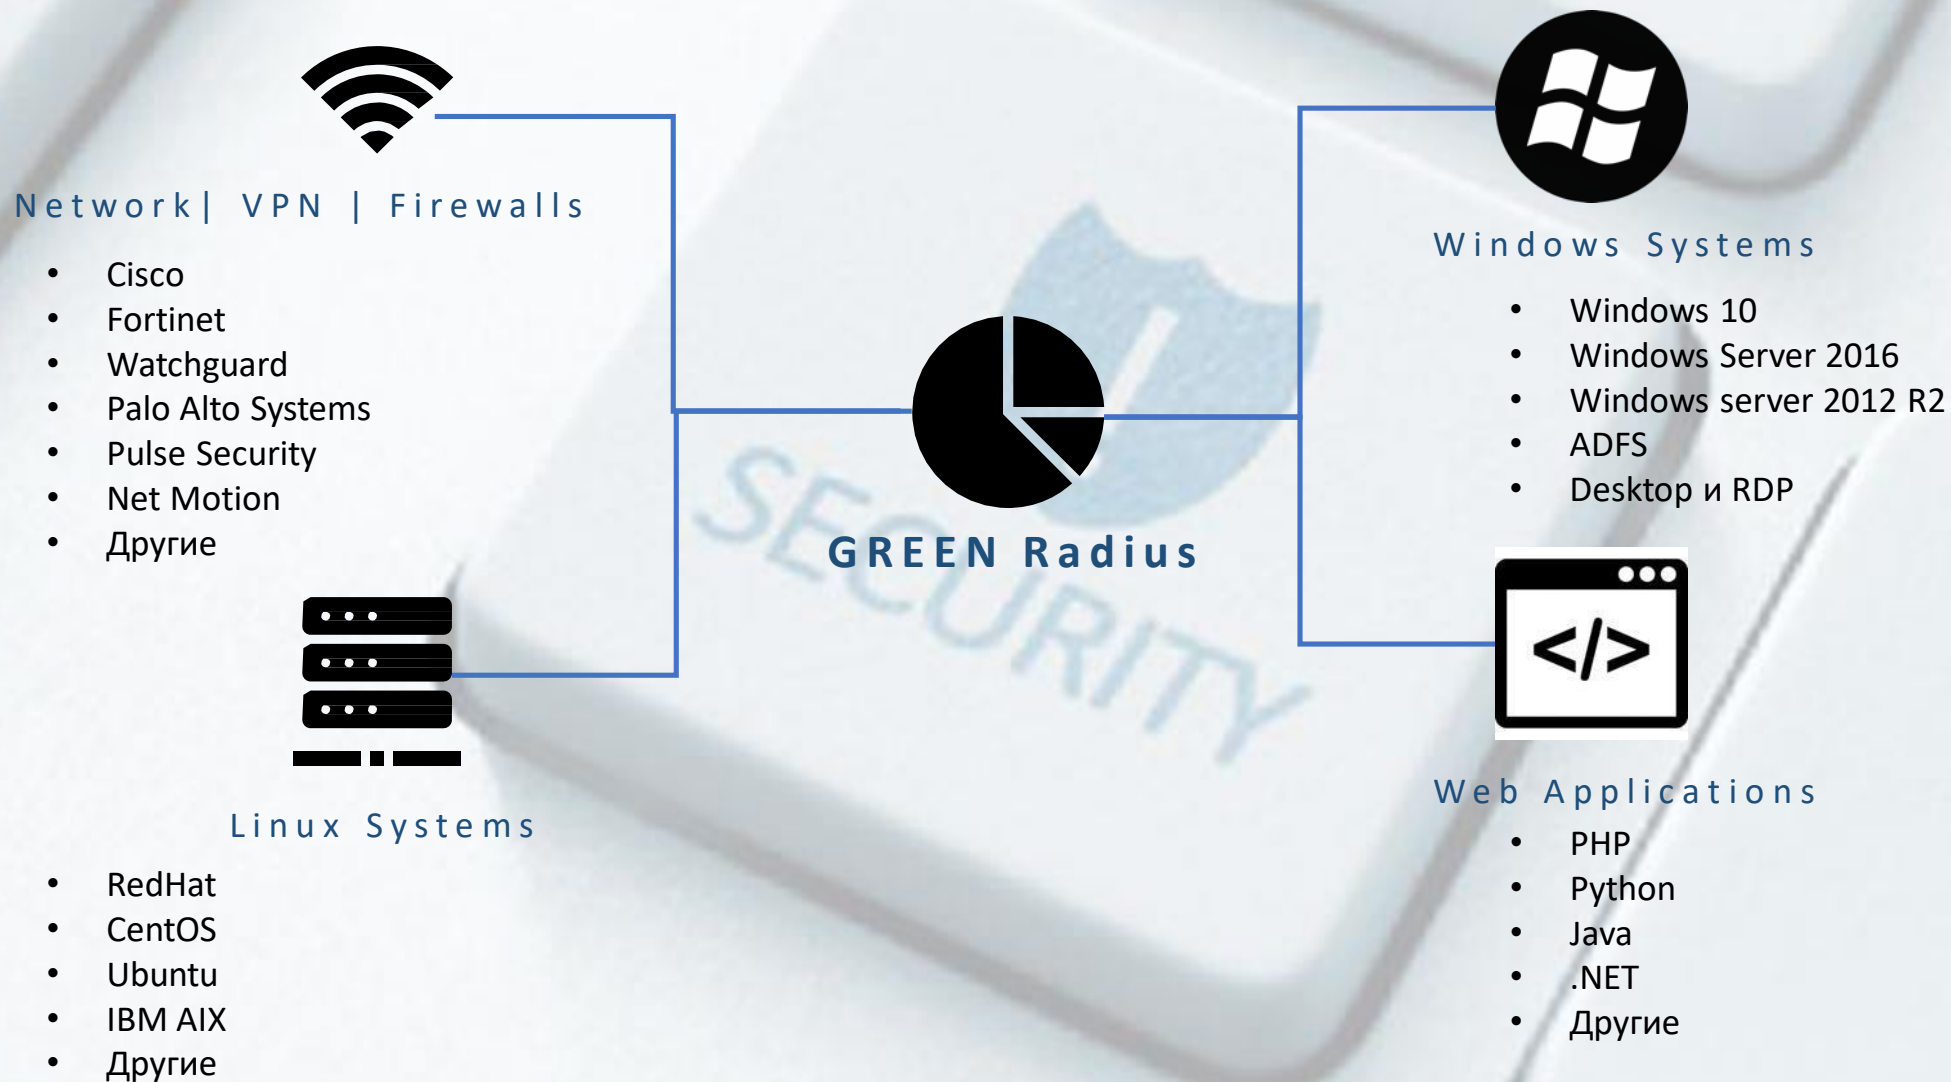 Network| VPN | Firewalls
• Cisco
• Fortinet
• Watchguard
• Palo Alto Systems
• Pulse Security
• Net Motion
• Другие
Linux Systems
• RedHat
• CentOS
• Ubuntu
• IBM AIX
• Другие
SECURITY
GREEN Radius
Windows Systems
• Windows 10
• Windows Server 2016
• Windows server 2012 R2
• ADFS
• Desktop и RDP
</>
Web Applications
• PHP
• Python
• Java
• .NET
• Другие